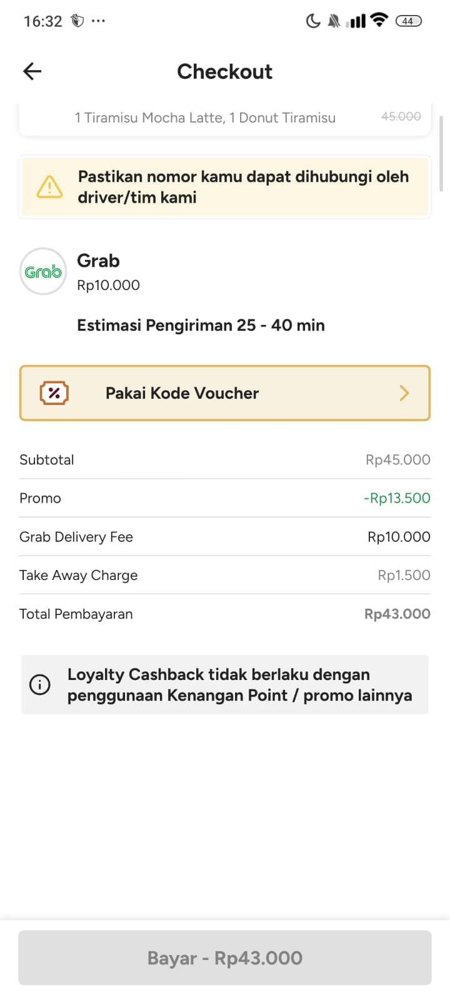 16:32
44
Checkout
1 Tiramisu Mocha Latte, 1 Donut Tiramisu 45.000
Pastikan nomor kamu dapat dihubungi oleh
driver/tim kami
Grab
Grab
Rp10.000
Estimasi Pengiriman 25 - 40 min
% Pakai Kode Voucher
Subtotal Rp45.000
Promo -Rp13.500
Grab Delivery Fee Rp10.000
Take Away Charge Rp1.500
Total Pembayaran Rp43.000
Loyalty Cashback tidak berlaku dengan
penggunaan Kenangan Point / promo lainnya
Bayar - Rp43.000